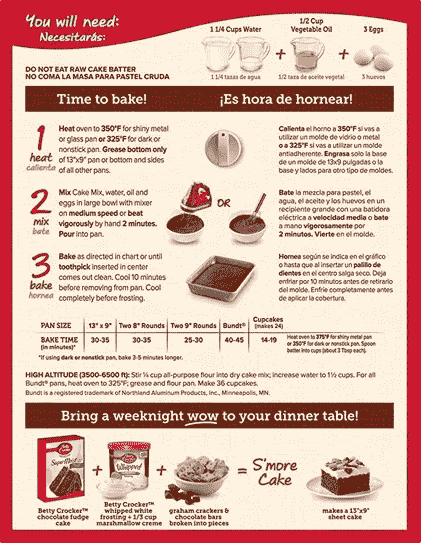 You will need:
Necesitarás:
1 1/4 Cups Water
1/2 Cup
Vegetable Oil
3 Eggs
+
+
DO NOT EAT RAW CAKE BATTER
NO COMA LA MASA PARA PASTEL CRUDA
1 1/4 tazas de agua
1/2 taza de aceite vegetal
3 huevos
Time to bake!
¡Es hora de hornear!
1
heat
calienta
Heat oven to 350°F for shiny metal
or glass pan or 325°F for dark or
nonstick pan. Grease bottom only
of 13"x9" pan or bottom and sides
of all other pans.
Calienta el horno a 350°F si vas a
utilizar un molde de vidrio o metal
o a 325°F si vas a utilizar un molde
antiadherente. Engrasa solo la base
de un molde de 13x9 pulgadas o la
base y lados para otro tipo de moldes.
2
mix
bate
Mix Cake Mix, water, oil and
eggs in large bowl with mixer
on medium speed or beat
vigorously by hand 2 minutes.
Pour into pan.
OR
Bate la mezcla para pastel, el
agua, el aceite y los huevos en un
recipiente grande con una batidora
eléctrica a velocidad media o bate
a mano vigorosamente por
2 minutos. Vierte en el molde.
3
bake
hornea
Bake as directed in chart or until
toothpick inserted in center
comes out clean. Cool 10 minutes
before removing from pan. Cool
completely before frosting.
Hornea según se indica en el gráfico
o hasta que al insertar un palillo de
dientes en el centro salga seco. Deja
enfriar por 10 minutos antes de retirarlo
del molde. Enfríe completamente antes
de aplicar la cobertura.
PAN SIZE
13" x 9"
Two 8" Rounds
Two 9" Rounds
Bundt®
Cupcakes
(makes 24)
BAKE TIME
(in minutes)*
30-35
30-35
25-30
40-45
14-19
Heat oven to 375°F for shiny metal pan
or 350°F for dark or nonstick pan. Spoon
batter into cups (about 3 Tbsp each).
*If using dark or nonstick pan, bake 3-5 minutes longer.
HIGH ALTITUDE (3500-6500 ft): Stir ¼ cup all-purpose flour into dry cake mix; increase water to 1⅓ cups. For all
Bundt® pans, heat oven to 325°F; grease and flour pan. Make 36 cupcakes.
Bundt is a registered trademark of Northland Aluminum Products, Inc., Minneapolis, MN.
Bring a weeknight wow to your dinner table!
Betty Crocker
SuperMoist
+
Betty Crocker
Whipped
+
=
S'more
Cake
Betty Crocker™
chocolate fudge
cake
Betty Crocker™
whipped white
frosting + 1/3 cup
marshmallow creme
graham crackers &
chocolate bars
broken into pieces
makes a 13"x9"
sheet cake